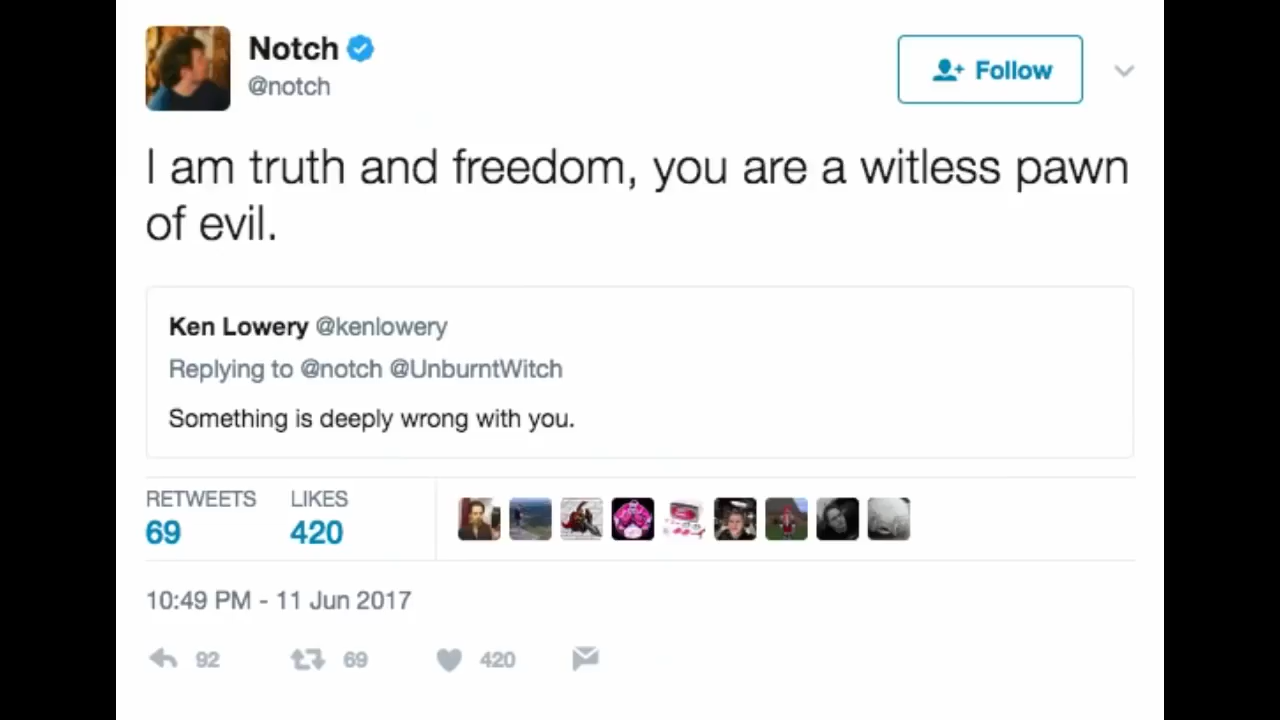 Notch
@notch
Follow
I am truth and freedom, you are a witless pawn
of evil.
Ken Lowery @kenlowery
Replying to @notch @UnburntWitch
Something is deeply wrong with you.
RETWEETS LIKES
69 420
10:49 PM - 11 Jun 2017
92 69 420